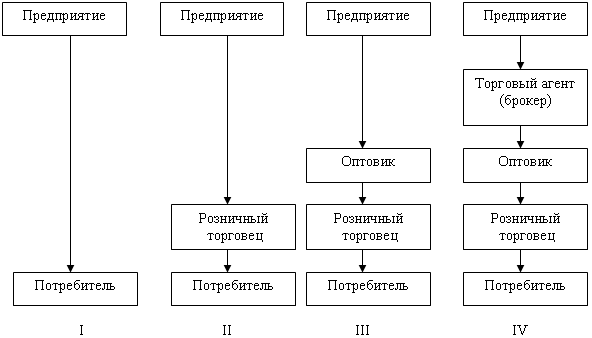 Предприятие
Предприятие
Предприятие
Предприятие
Торговый агент
(брокер)
Оптовик
Оптовик
Розничный
торговец
Розничный
торговец
Розничный
торговец
Потребитель
Потребитель
Потребитель
Потребитель
I
II
III
IV